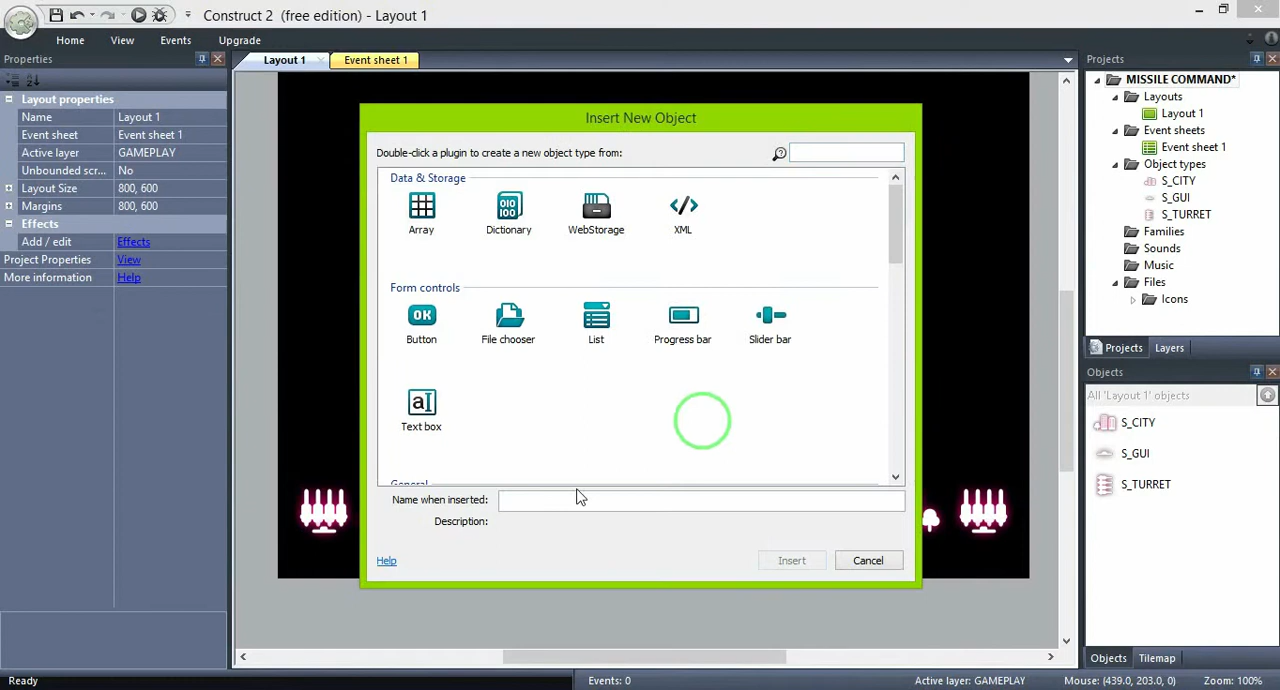 Construct 2 (free edition) - Layout 1
Home View Events Upgrade
Properties
Layout 1
Event sheet 1
Projects
Layout properties
Name Layout 1
Event sheet Event sheet 1
Active layer GAMEPLAY
Unbounded scr... No
Layout Size 800, 600
Margins 800, 600
Effects
Add / edit Effects
Project Properties View
More information Help
Insert New Object
Double-click a plugin to create a new object type from:
Data & Storage
Array Dictionary WebStorage XML
Form controls
OK
Button File chooser List Progress bar Slider bar
aI
Text box
General
Name when inserted:
Description:
Help
Insert
Cancel
MISSILE COMMAND*
Layouts
Layout 1
Event sheets
Event sheet 1
Object types
S_CITY
S_GUI
S_TURRET
Families
Sounds
Music
Files
Icons
Projects Layers
Objects
All 'Layout 1' objects
S_CITY
S_GUI
S_TURRET
Objects Tilemap
Ready
Events: 0
Active layer: GAMEPLAY
Mouse: (439.0, 203.0, 0)
Zoom: 100%